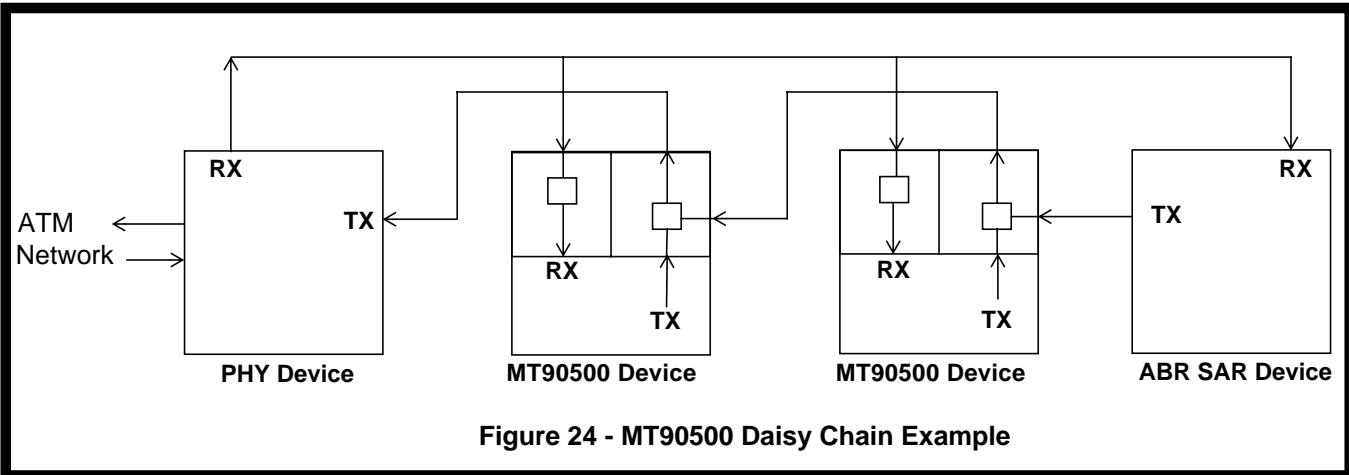 RX
TX
ATM
Network
RX
TX
RX
TX
RX
TX
PHY Device
MT90500 Device
MT90500 Device
ABR SAR Device
Figure 24 - MT90500 Daisy Chain Example